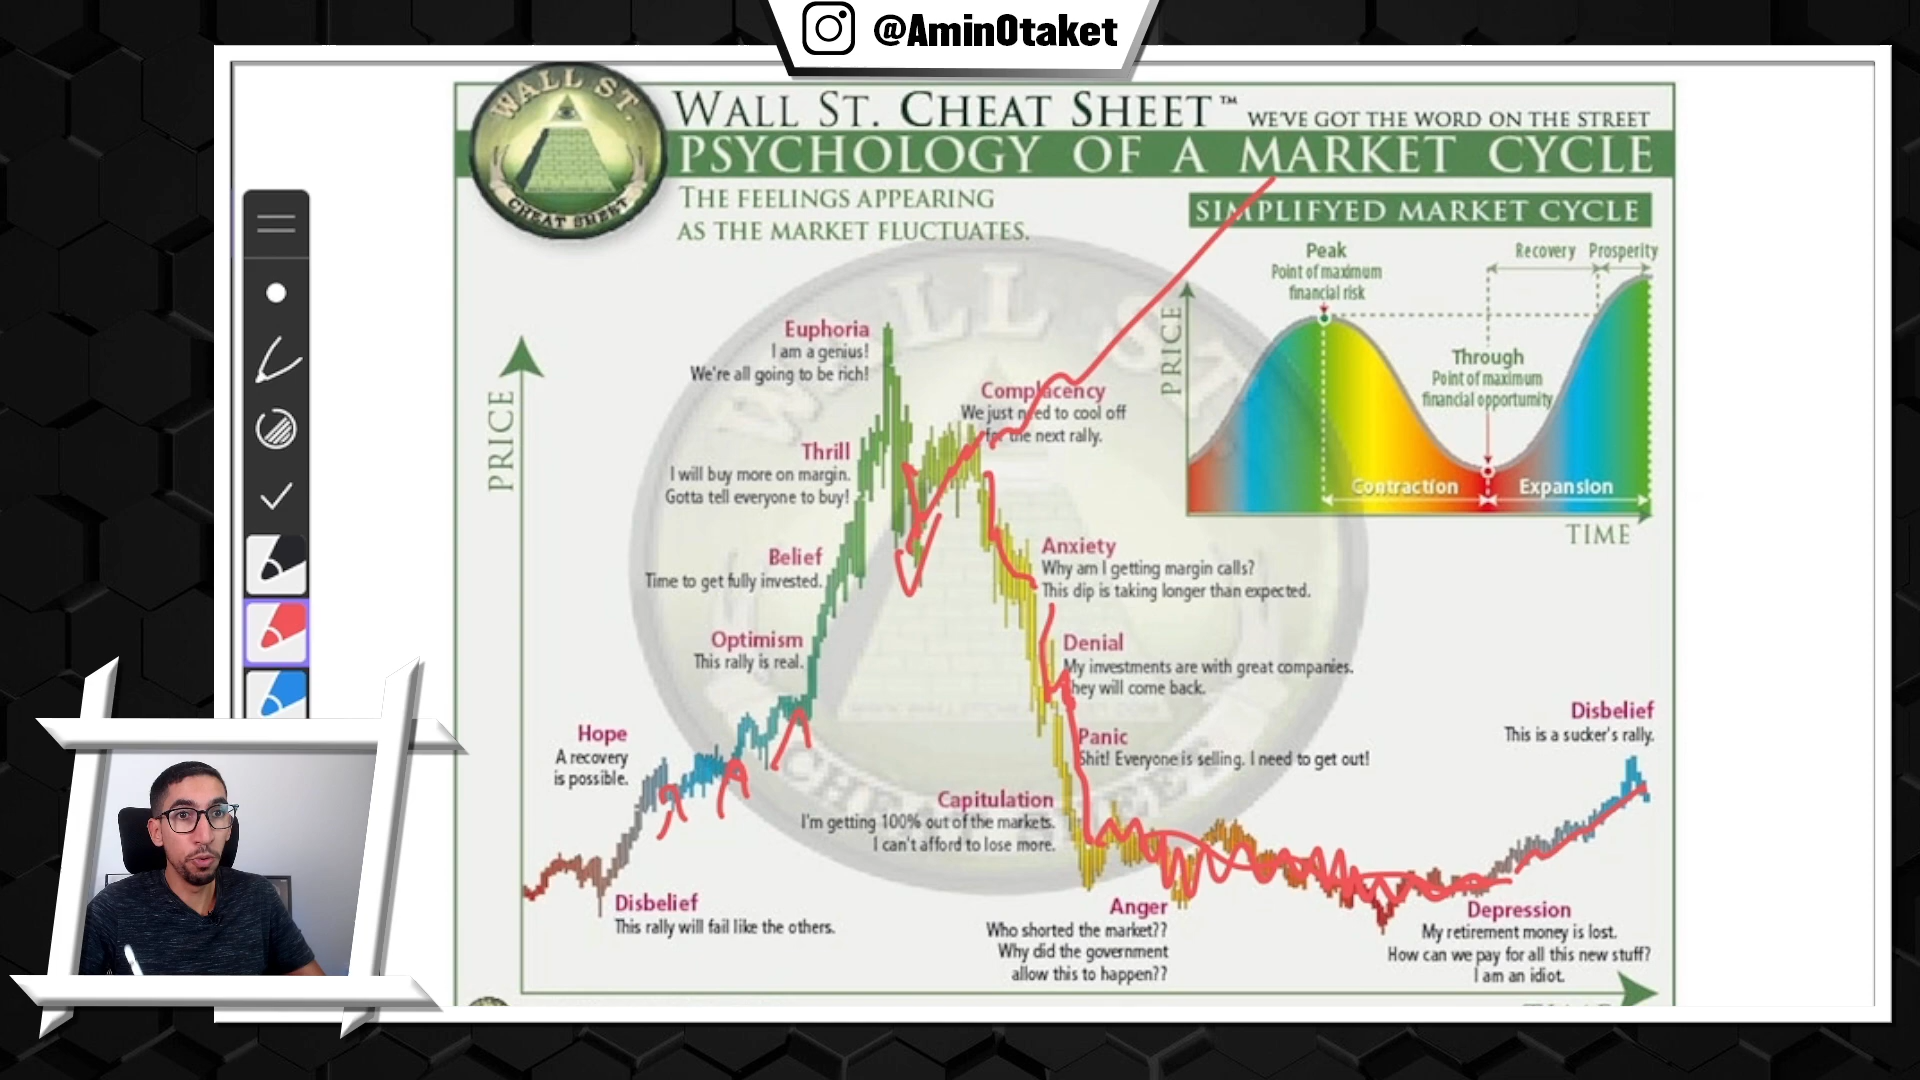 @AminOtaket
WALL ST.
CHEAT SHEET
WALL ST. CHEAT SHEET™
WE'VE GOT THE WORD ON THE STREET
PSYCHOLOGY OF A MARKET CYCLE
THE FEELINGS APPEARING
AS THE MARKET FLUCTUATES.
SIMPLIFYED MARKET CYCLE
Peak
Point of maximum
financial risk
Recovery
Prosperity
PRICE
Through
Point of maximum
financial opportunity
Contraction
Expansion
TIME
PRICE
Euphoria
I am a genius!
We're all going to be rich!
Complacency
We just need to cool off
for the next rally.
Thrill
I will buy more on margin.
Gotta tell everyone to buy!
Belief
Time to get fully invested.
Anxiety
Why am I getting margin calls?
This dip is taking longer than expected.
Optimism
This rally is real.
Denial
My investments are with great companies.
They will come back.
Hope
A recovery
is possible.
Panic
Shit! Everyone is selling. I need to get out!
Disbelief
This is a sucker's rally.
Capitulation
I'm getting 100% out of the markets.
I can't afford to lose more.
Disbelief
This rally will fail like the others.
Anger
Who shorted the market??
Why did the government
allow this to happen??
Depression
My retirement money is lost.
How can we pay for all this new stuff?
I am an idiot.